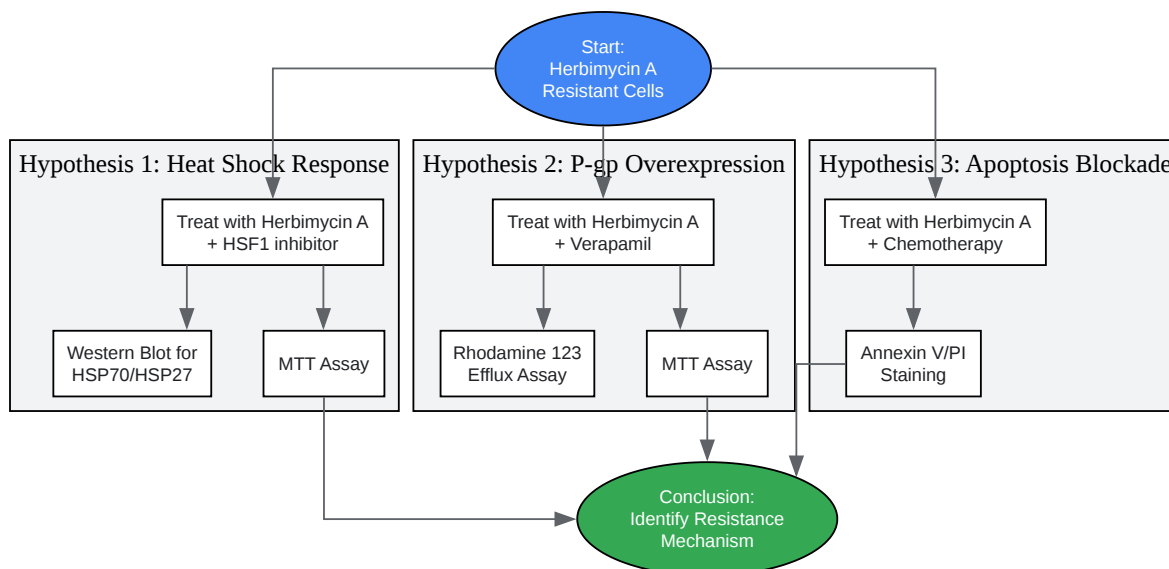 Start:
Herbimycin A
Resistant Cells
Hypothesis 1: Heat Shock Response
Hypothesis 2: P-gp Overexpression
Hypothesis 3: Apoptosis Blockade
Treat with Herbimycin A
+ HSF1 inhibitor
Treat with Herbimycin A
+ Verapamil
Treat with Herbimycin A
+ Chemotherapy
Western Blot for
HSP70/HSP27
MTT Assay
Rhodamine 123
Efflux Assay
MTT Assay
Annexin V/PI
Staining
Conclusion:
Identify Resistance
Mechanism